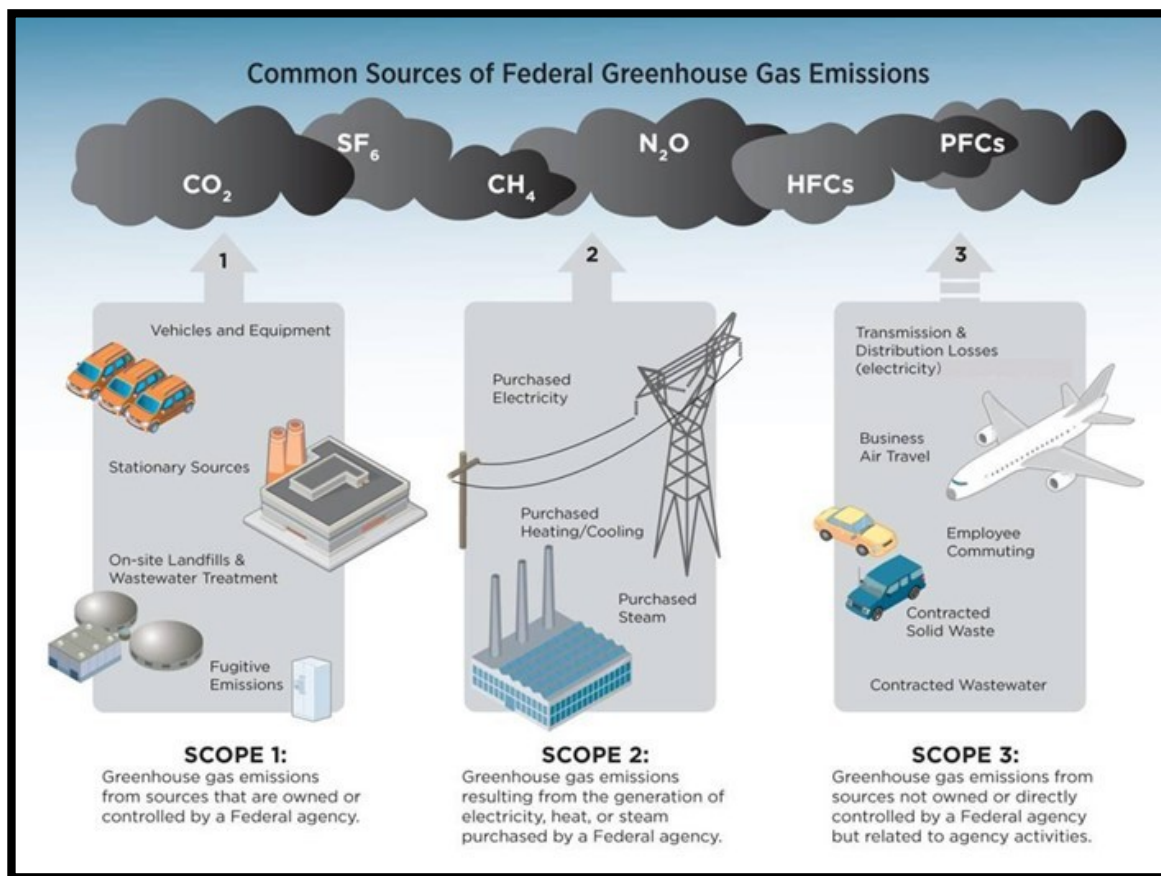 Common Sources of Federal Greenhouse Gas Emissions
CO₂
SF₆
CH₄
N₂O
HFCs
PFCs
1
Vehicles and Equipment
Stationary Sources
On-site Landfills &
Wastewater Treatment
Fugitive
Emissions
2
Purchased
Electricity
Purchased
Heating/Cooling
Purchased
Steam
3
Transmission &
Distribution Losses
(electricity)
Business
Air Travel
Employee
Commuting
Contracted
Solid Waste
Contracted Wastewater
SCOPE 1:
Greenhouse gas emissions
from sources that are owned or
controlled by a Federal agency.
SCOPE 2:
Greenhouse gas emissions
resulting from the generation of
electricity, heat, or steam
purchased by a Federal agency.
SCOPE 3:
Greenhouse gas emissions from
sources not owned or directly
controlled by a Federal agency
but related to agency activities.